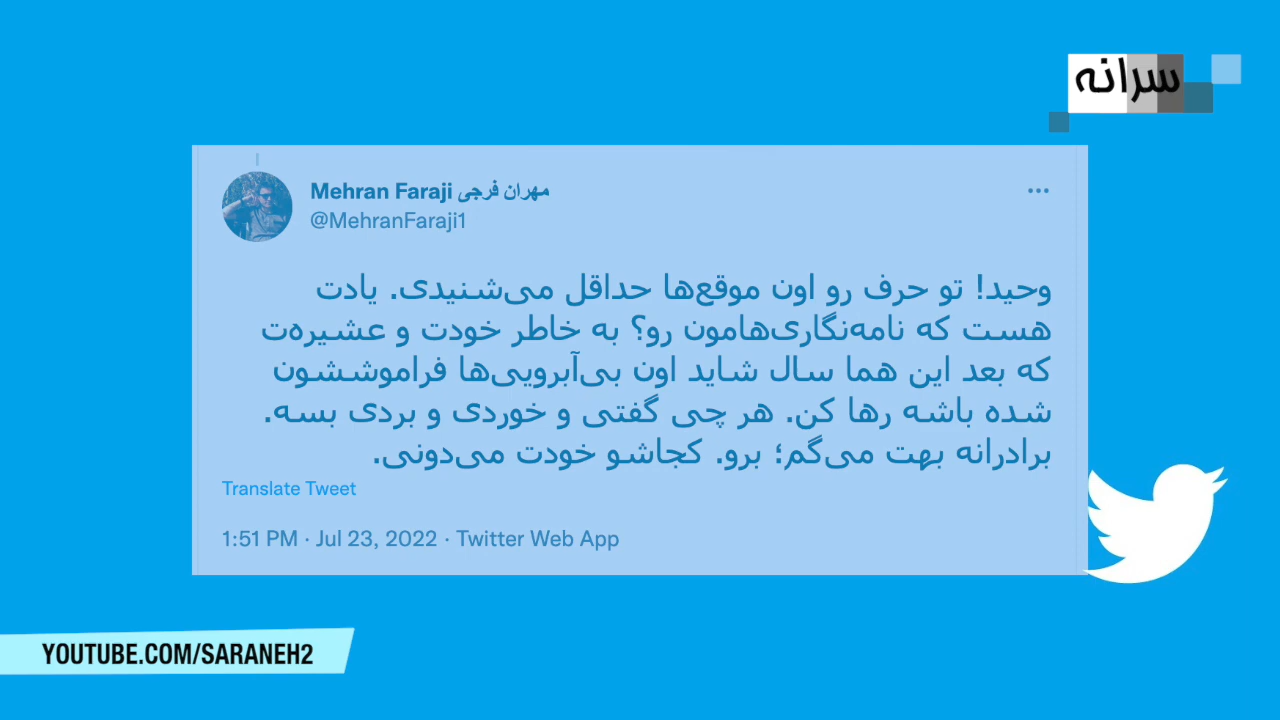 سرانه
Mehran Faraji مهران فرجی
@MehranFaraji1
وحید! تو حرف رو اون موقع‌ها حداقل می‌شنیدی. یادت
هست که نامه‌نگاری‌هامون رو؟ به خاطر خودت و عشیره‌ت
که بعد این هما سال شاید اون بی‌آبرویی‌ها فراموششون
شده باشه رها کن. هر چی گفتی و خوردی و بردی بسه.
برادرانه بهت می‌گم؛ برو. کجاشو خودت می‌دونی.
Translate Tweet
1:51 PM · Jul 23, 2022 · Twitter Web App
YOUTUBE.COM/SARANEH2